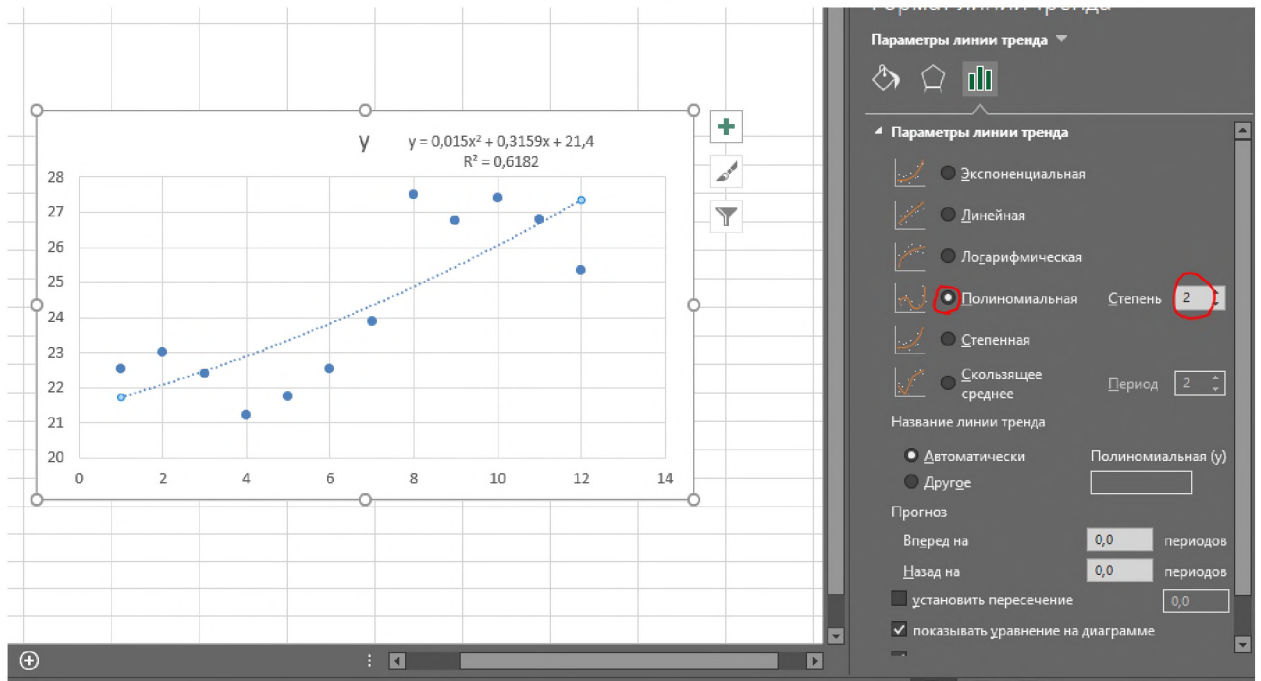 Формат линии тренда
Параметры линии тренда
Параметры линии тренда
y
y = 0,015x² + 0,3159x + 21,4
R² = 0,6182
28
27
26
25
24
23
22
21
20
0 2 4 6 8 10 12 14
Экспоненциальная
Линейная
Логарифмическая
Полиномиальная Степень 2
Степенная
Скользящее
среднее Период 2
Название линии тренда
Автоматически Полиномиальная (y)
Другое
Прогноз
Вперед на 0,0 периодов
Назад на 0,0 периодов
установить пересечение 0,0
показывать уравнение на диаграмме